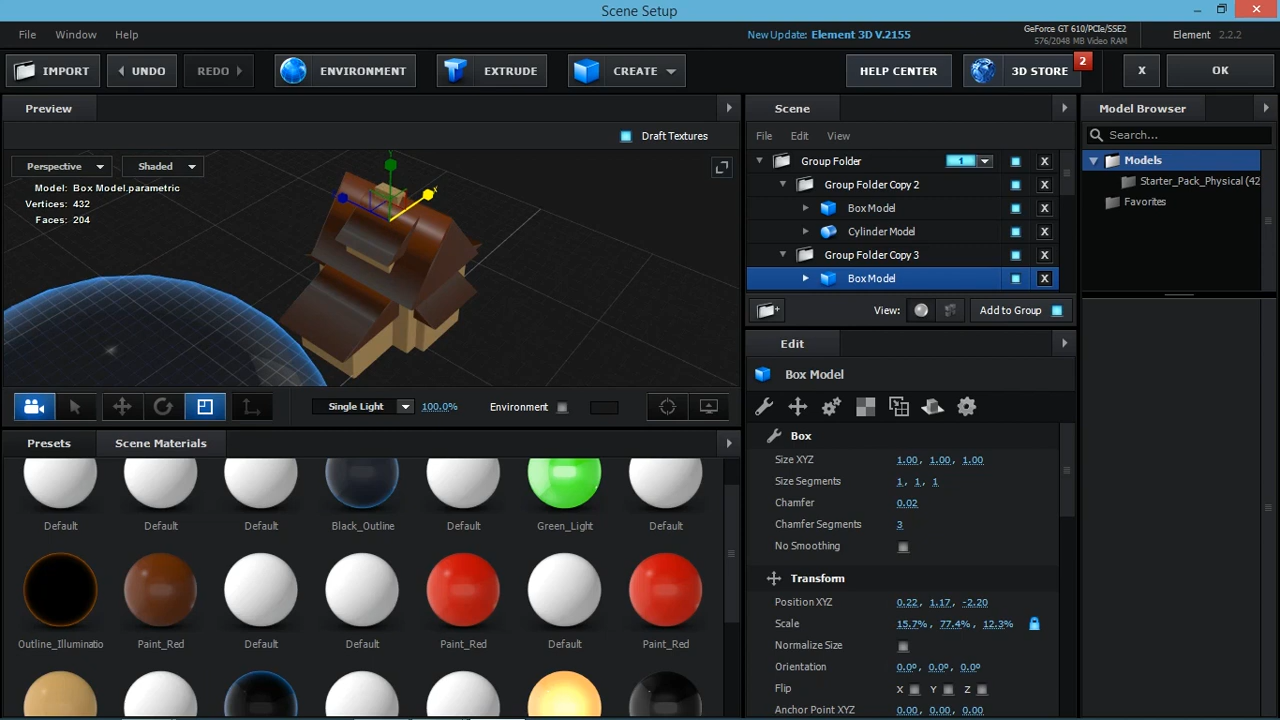 Scene Setup
File Window Help
New Update: Element 3D V.2155
GeForce GT 610/PCIe/SSE2
576/2048 MB Video RAM
Element 2.2.2
IMPORT
UNDO
REDO
ENVIRONMENT
EXTRUDE
CREATE
HELP CENTER
3D STORE
2
X
OK
Preview
Draft Textures
Perspective
Shaded
Model: Box Model.parametric
Vertices: 432
Faces: 204
Y
X
Single Light
100.0%
Environment
Presets
Scene Materials
Default
Default
Default
Black_Outline
Default
Green_Light
Default
Outline_Illuminatio
Paint_Red
Default
Default
Paint_Red
Default
Paint_Red
Scene
File Edit View
Group Folder 1 X
Group Folder Copy 2 X
Box Model X
Cylinder Model X
Group Folder Copy 3 X
Box Model X
View:
Add to Group
Edit
Box Model
Box
Size XYZ 1.00, 1.00, 1.00
Size Segments 1, 1, 1
Chamfer 0.02
Chamfer Segments 3
No Smoothing
Transform
Position XYZ 0.22, 1.17, -2.20
Scale 15.7%, 77.4%, 12.3%
Normalize Size
Orientation 0.0º, 0.0º, 0.0º
Flip X Y Z
Anchor Point XYZ 0.00, 0.00, 0.00
Model Browser
Search...
Models
Starter_Pack_Physical (42
Favorites